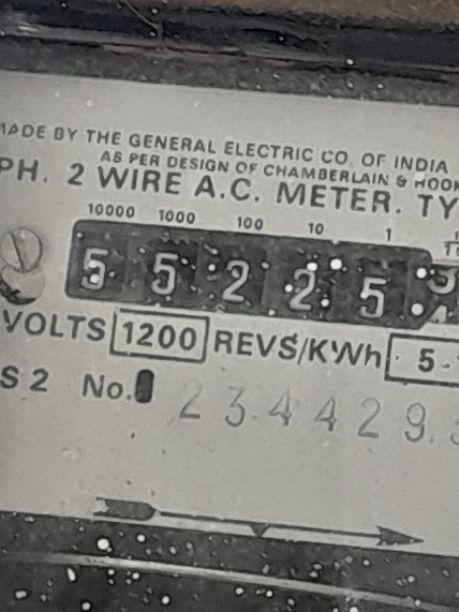 MADE BY THE GENERAL ELECTRIC CO. OF INDIA
AS PER DESIGN OF CHAMBERLAIN & HOOK
PH. 2 WIRE A.C. METER. TY
10000 1000 100 10 1
5 5 2 2 5
VOLTS 1200 REVS/KWh 5-
S2 No. 234429.